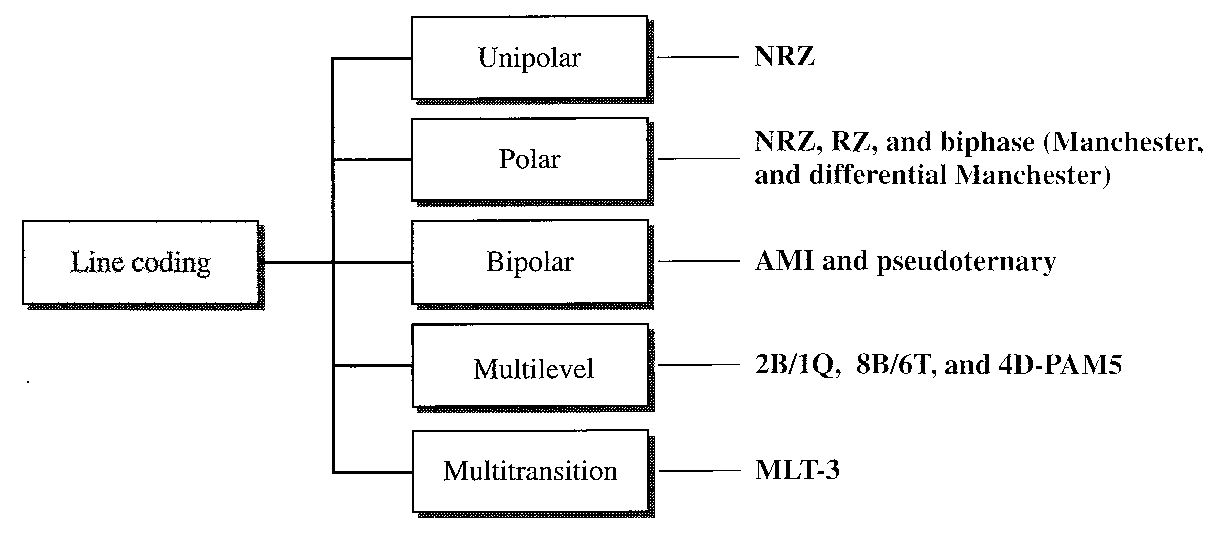 Unipolar
NRZ
Polar
NRZ, RZ, and biphase (Manchester,
and differential Manchester)
Line coding
Bipolar
AMI and pseudoternary
Multilevel
2B/1Q, 8B/6T, and 4D-PAM5
Multitransition
MLT-3